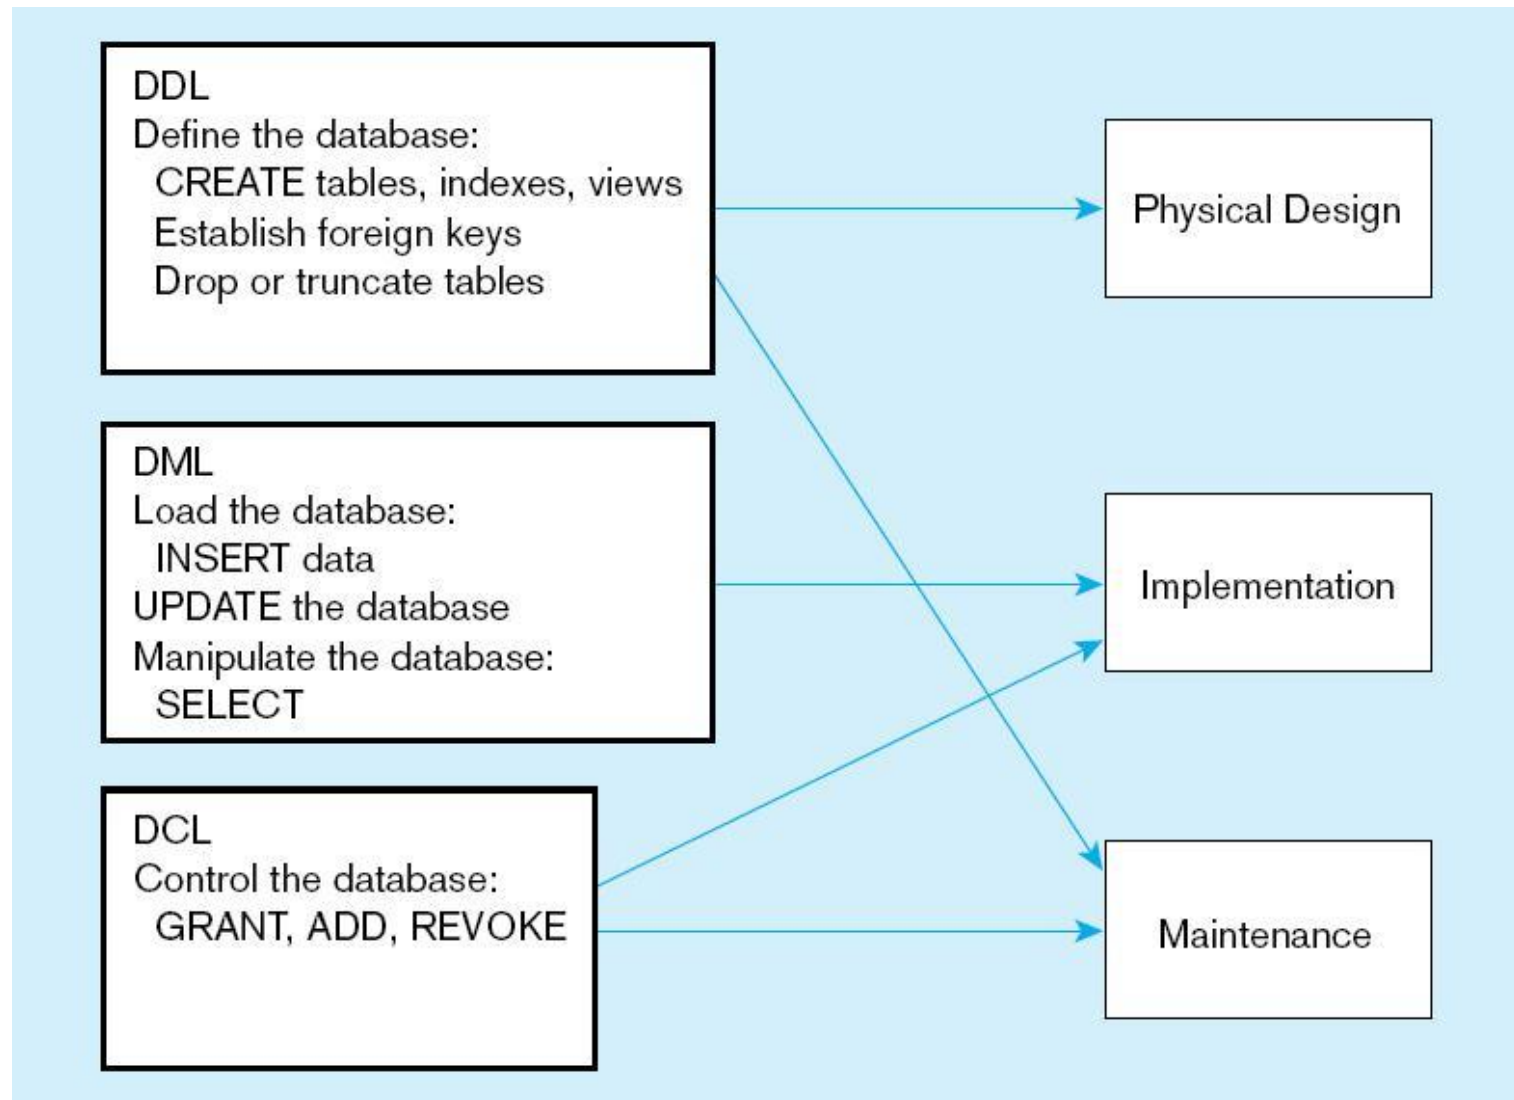 DDL
Define the database:
CREATE tables, indexes, views
Establish foreign keys
Drop or truncate tables
Physical Design
DML
Load the database:
INSERT data
UPDATE the database
Manipulate the database:
SELECT
Implementation
DCL
Control the database:
GRANT, ADD, REVOKE
Maintenance